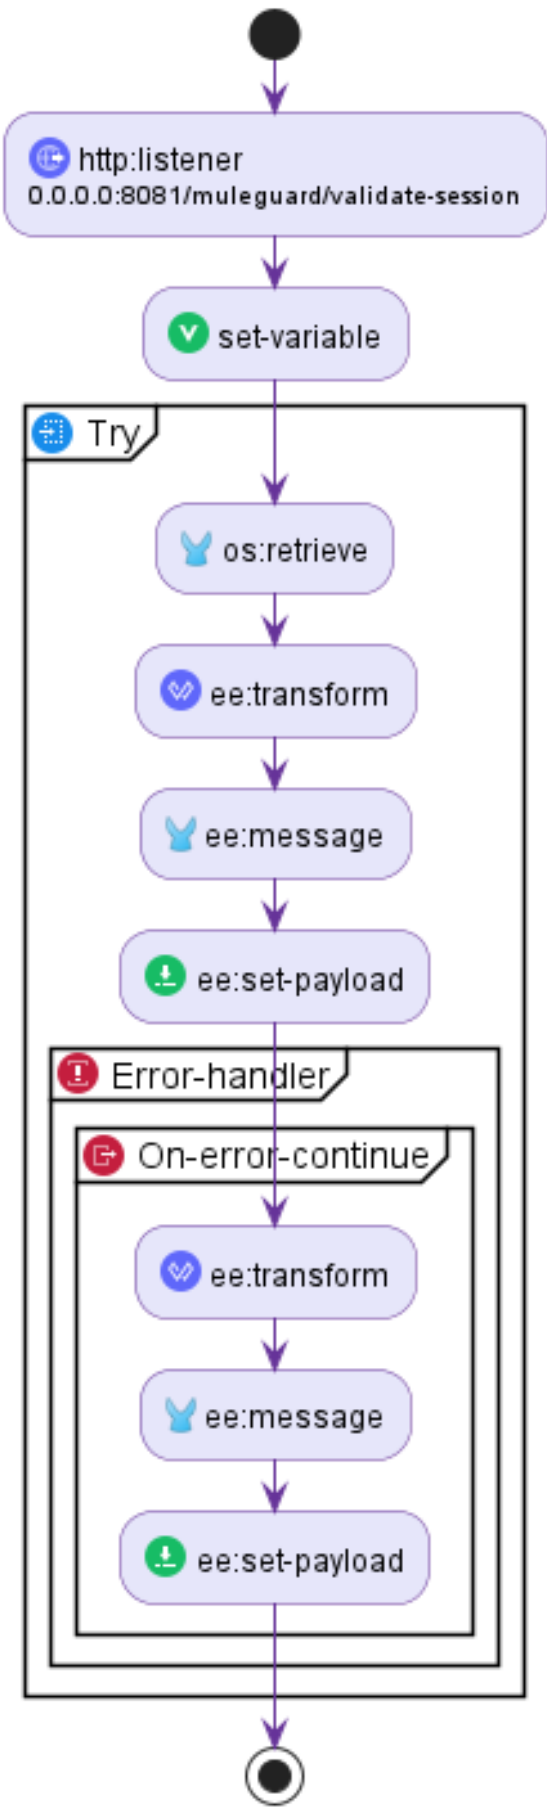 http:listener
0.0.0.0:8081/muleguard/validate-session
set-variable
Try
os:retrieve
ee:transform
ee:message
ee:set-payload
Error-handler
On-error-continue
ee:transform
ee:message
ee:set-payload